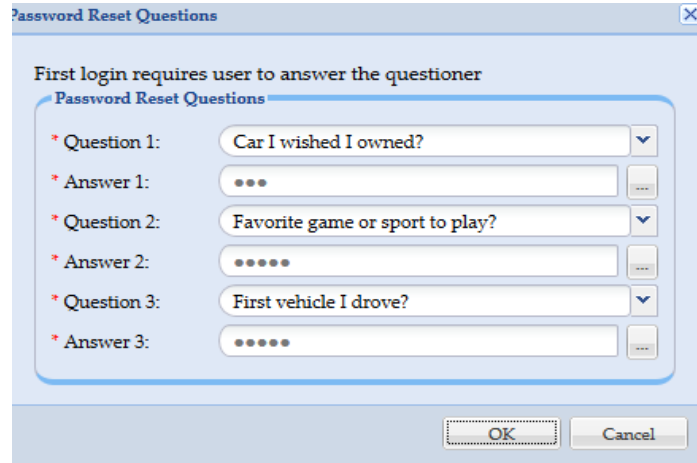 Password Reset Questions
First login requires user to answer the questioner
Password Reset Questions
* Question 1: Car I wished I owned?
* Answer 1: ●●● ...
* Question 2: Favorite game or sport to play?
* Answer 2: ●●●●● ...
* Question 3: First vehicle I drove?
* Answer 3: ●●●●● ...
OK Cancel